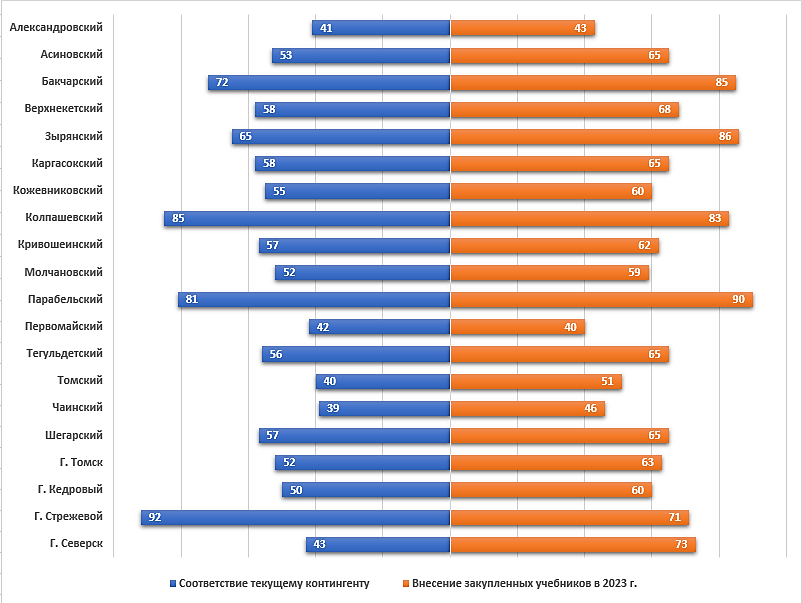 Александровский 41 43
Асиновский 53 65
Бакчарский 72 85
Верхнекетский 58 68
Зырянский 65 86
Каргасокский 58 65
Кожевниковский 55 60
Колпашевский 85 83
Кривошеинский 57 62
Молчановский 52 59
Парабельский 81 90
Первомайский 42 40
Тегульдетский 56 65
Томский 40 51
Чаинский 39 46
Шегарский 57 65
Г. Томск 52 63
Г. Кедровый 50 60
Г. Стрежевой 92 71
Г. Северск 43 73
Соответствие текущему контингенту Внесение закупленных учебников в 2023 г.